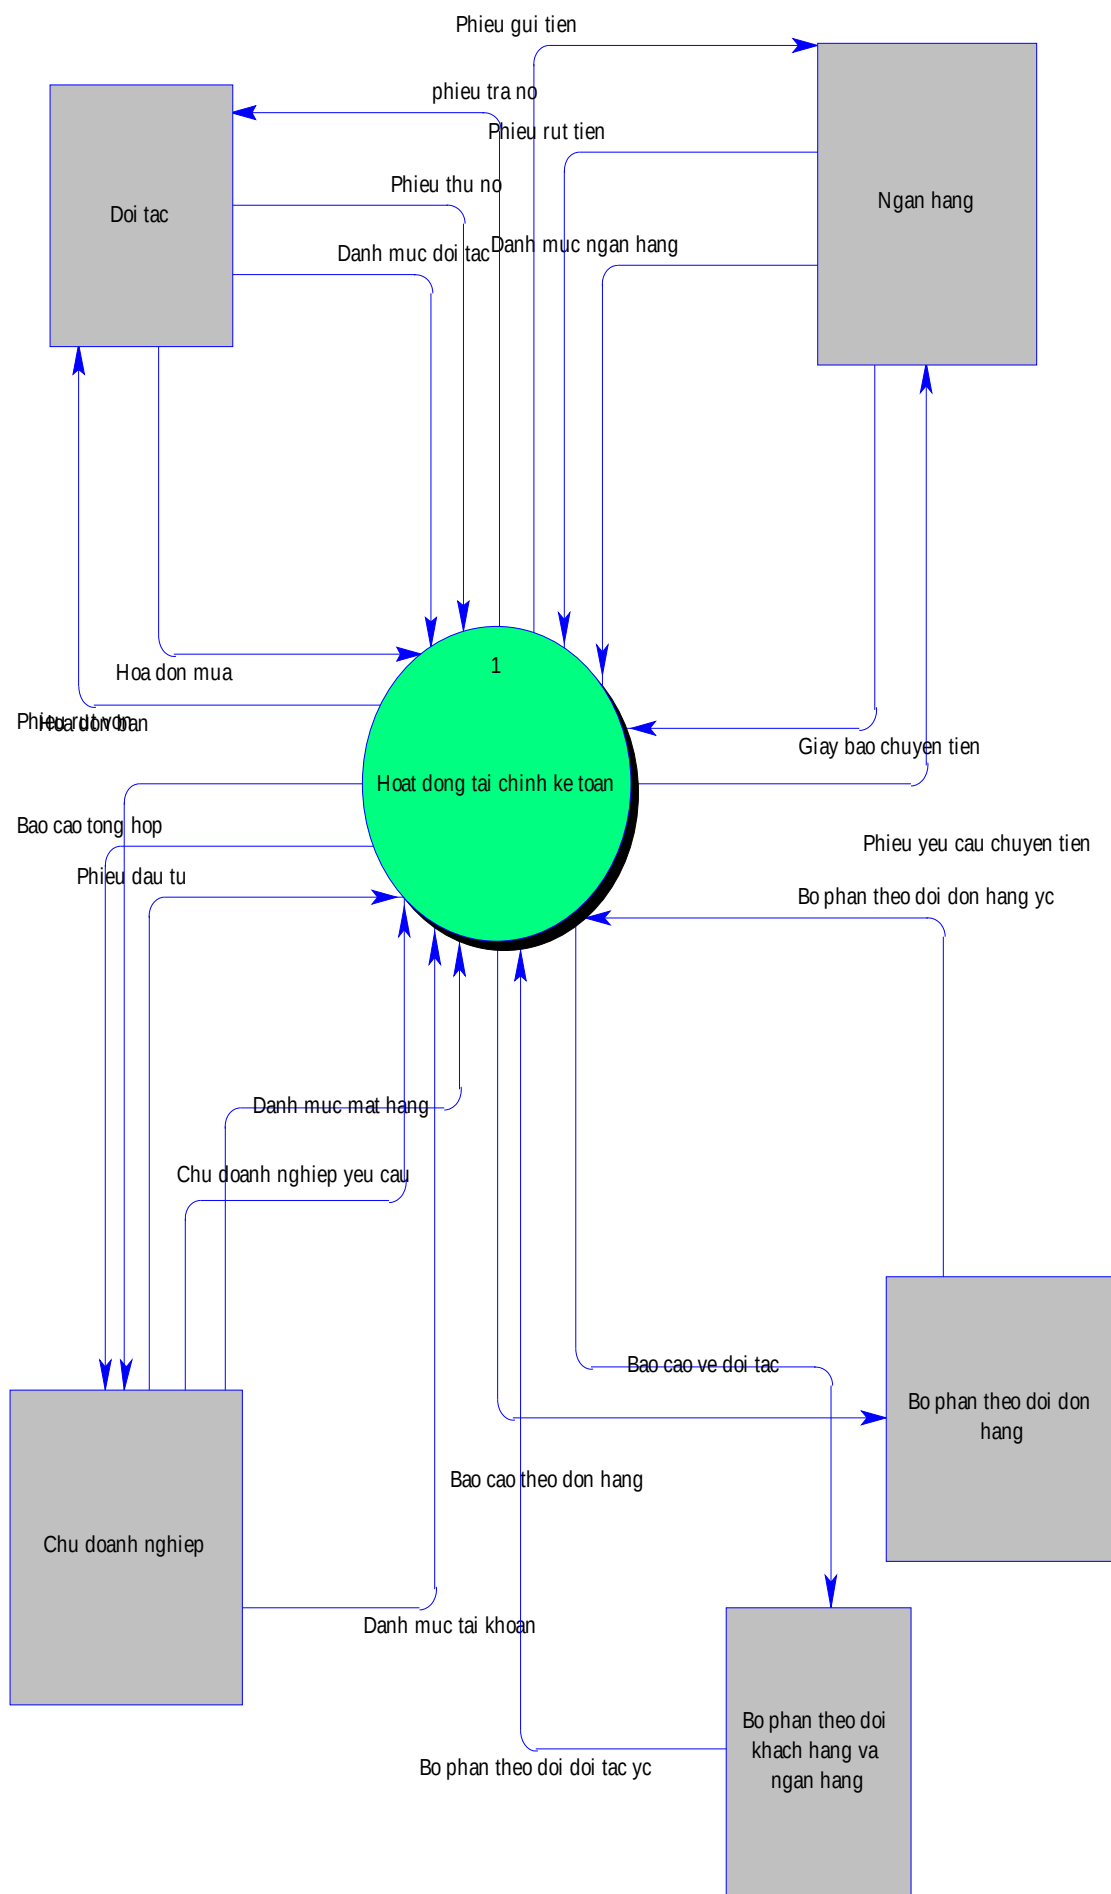 Phieu gui tien
phieu tra no
Phieu rut tien
Phieu thu no
Doi tac
Ngan hang
Danh muc doi tac
Danh muc ngan hang
1
Hoa don mua
Phieu rut von
Hoa don ban
Giay bao chuyen tien
Hoat dong tai chinh ke toan
Bao cao tong hop
Phieu yeu cau chuyen tien
Phieu dau tu
Bo phan theo doi don hang yc
Danh muc mat hang
Chu doanh nghiep yeu cau
Bao cao ve doi tac
Bo phan theo doi don
hang
Bao cao theo don hang
Chu doanh nghiep
Danh muc tai khoan
Bo phan theo doi
khach hang va
ngan hang
Bo phan theo doi doi tac yc